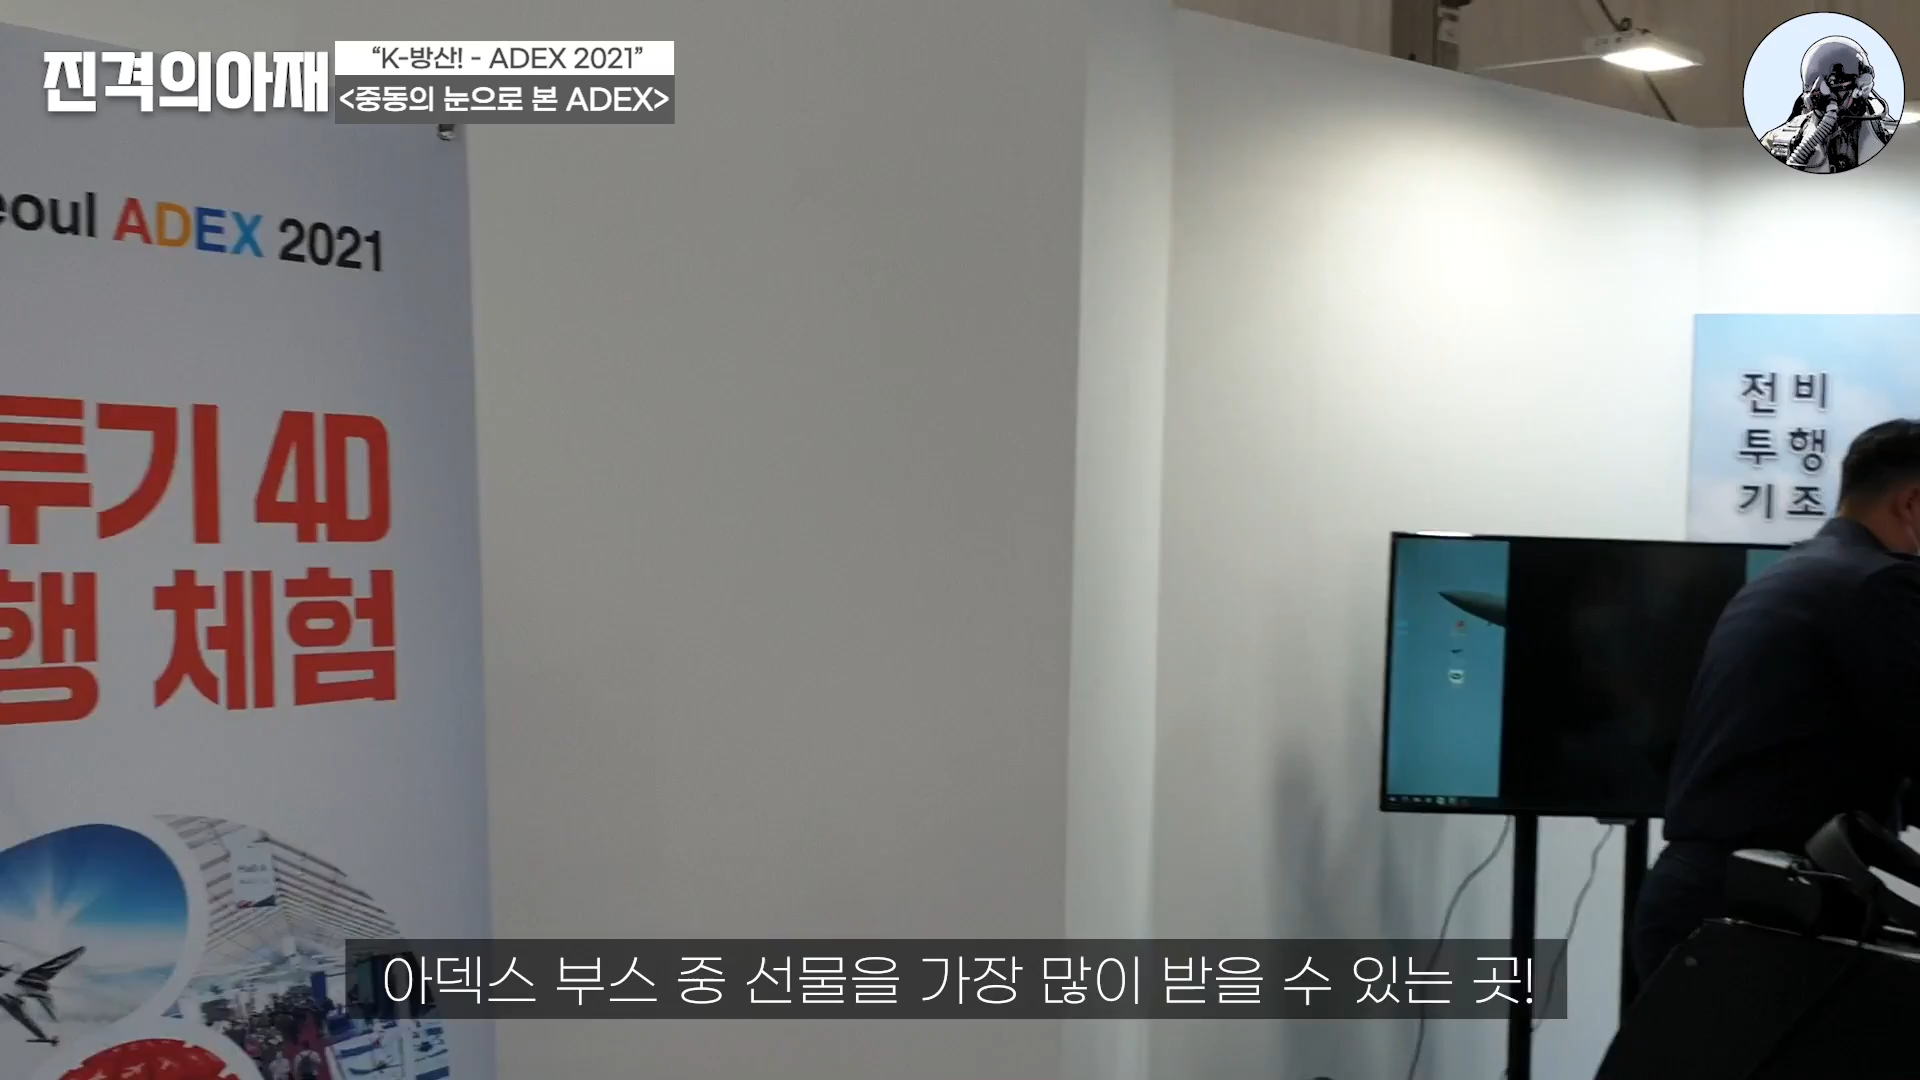 진격의아재
“K-방산! - ADEX 2021”
<중동의 눈으로 본 ADEX>
eoul ADEX 2021
투기 4D
행 체험
전투기
비행조
아덱스 부스 중 선물을 가장 많이 받을 수 있는 곳!